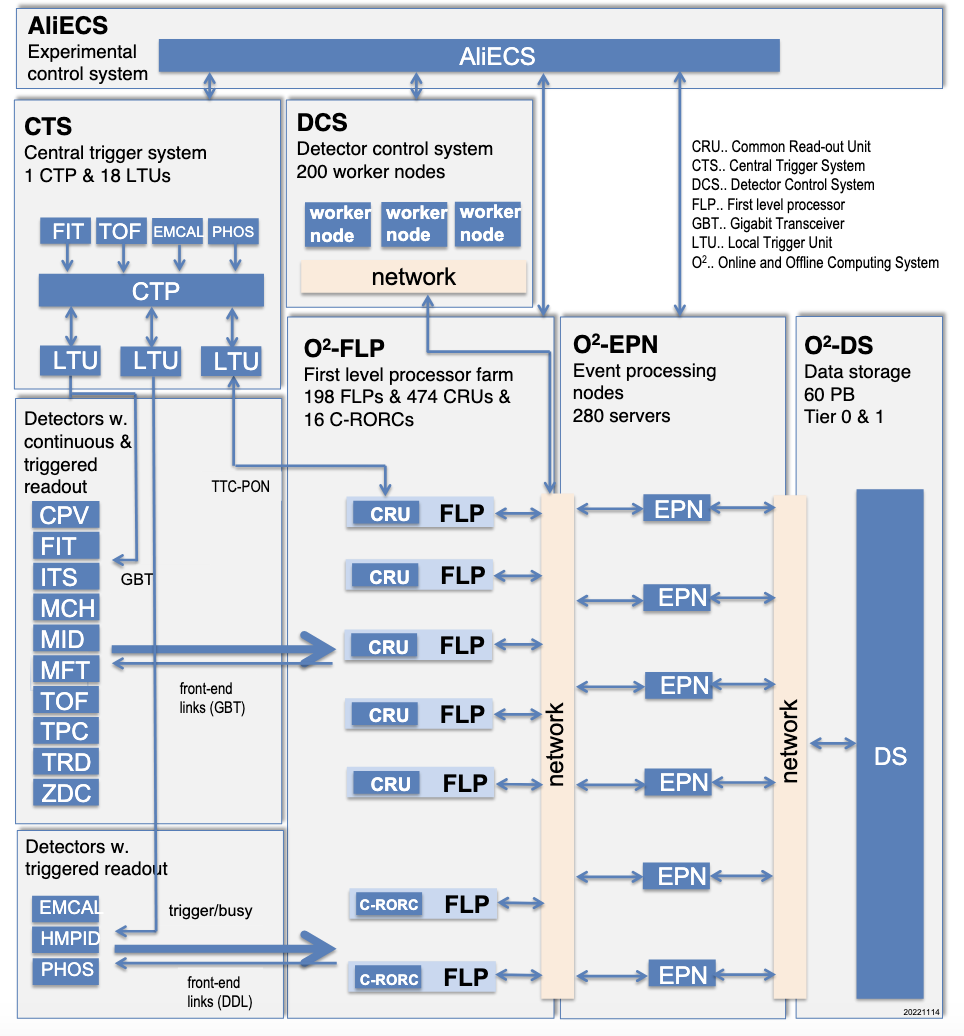 AliECS
Experimental
control system
AliECS
CTS
Central trigger system
1 CTP & 18 LTUs
FIT
TOF
EMCAL
PHOS
CTP
LTU
LTU
LTU
DCS
Detector control system
200 worker nodes
worker
node
worker
node
worker
node
network
CRU.. Common Read-out Unit
CTS.. Central Trigger System
DCS.. Detector Control System
FLP.. First level processor
GBT.. Gigabit Transceiver
LTU.. Local Trigger Unit
O².. Online and Offline Computing System
Detectors w.
continuous &
triggered
readout
CPV
FIT
ITS
MCH
MID
MFT
TOF
TPC
TRD
ZDC
GBT
TTC-PON
front-end
links (GBT)
Detectors w.
triggered readout
EMCAL
HMPID
PHOS
trigger/busy
front-end
links (DDL)
O²-FLP
First level processor farm
198 FLPs & 474 CRUs &
16 C-RORCs
CRU FLP
CRU FLP
CRU FLP
CRU FLP
CRU FLP
C-RORC FLP
C-RORC FLP
network
O²-EPN
Event processing
nodes
280 servers
EPN
EPN
EPN
EPN
EPN
EPN
network
O²-DS
Data storage
60 PB
Tier 0 & 1
DS
20221114